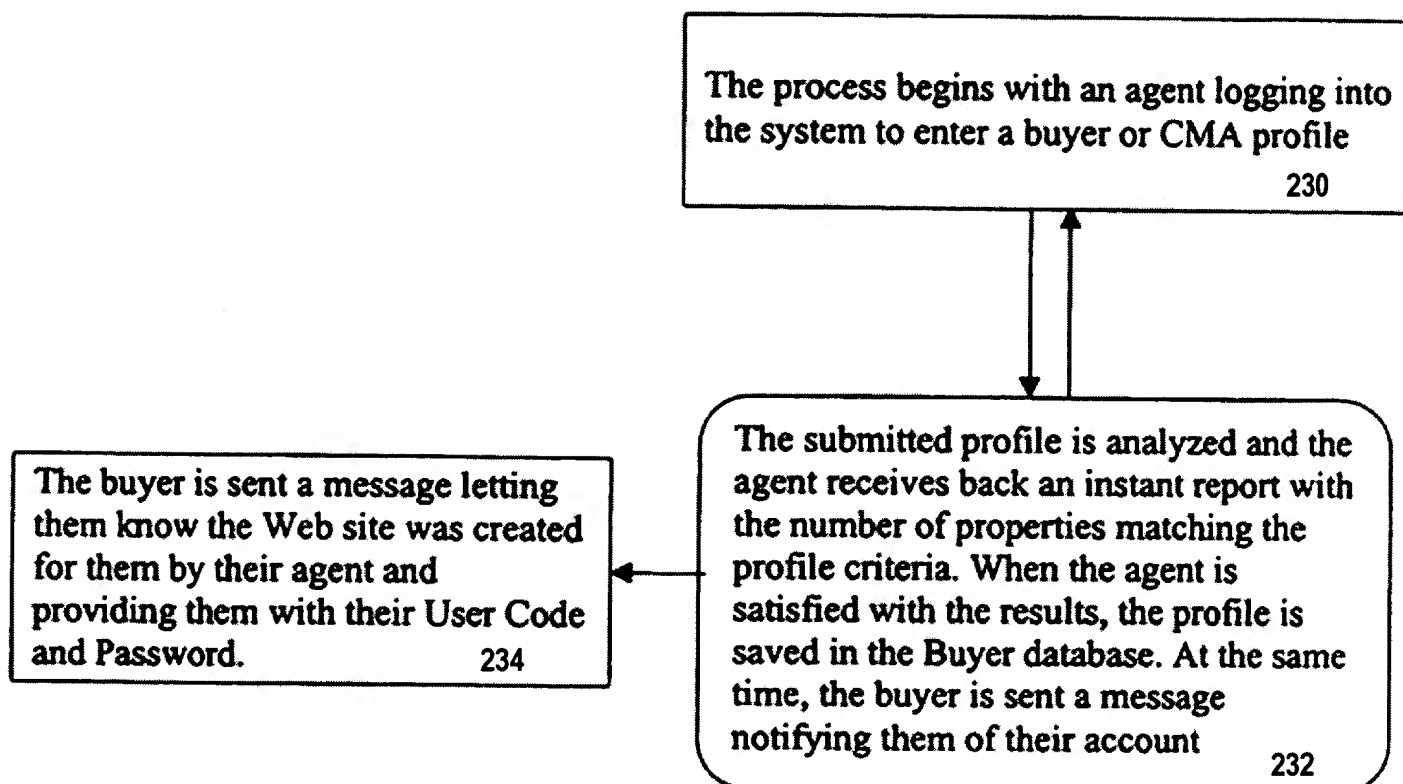 The process begins with an agent logging into
the system to enter a buyer or CMA profile
230
The submitted profile is analyzed and the
agent receives back an instant report with
the number of properties matching the
profile criteria. When the agent is
satisfied with the results, the profile is
saved in the Buyer database. At the same
time, the buyer is sent a message
notifying them of their account
232
The buyer is sent a message letting
them know the Web site was created
for them by their agent and
providing them with their User Code
and Password.
234